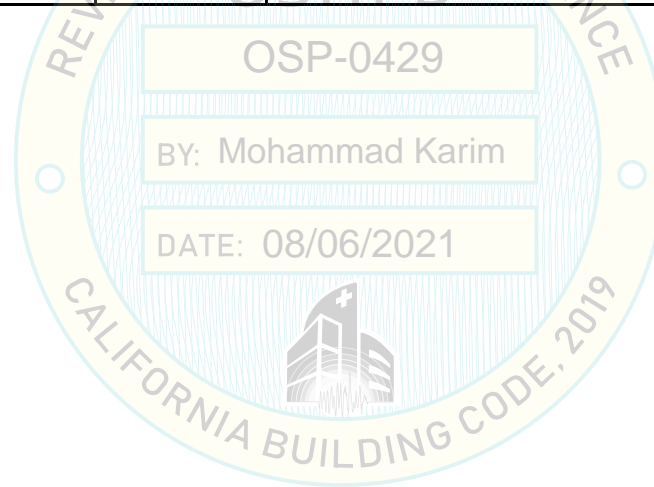 OSP-0429
BY: Mohammad Karim
DATE: 08/06/2021
CALIFORNIA BUILDING CODE, 2019